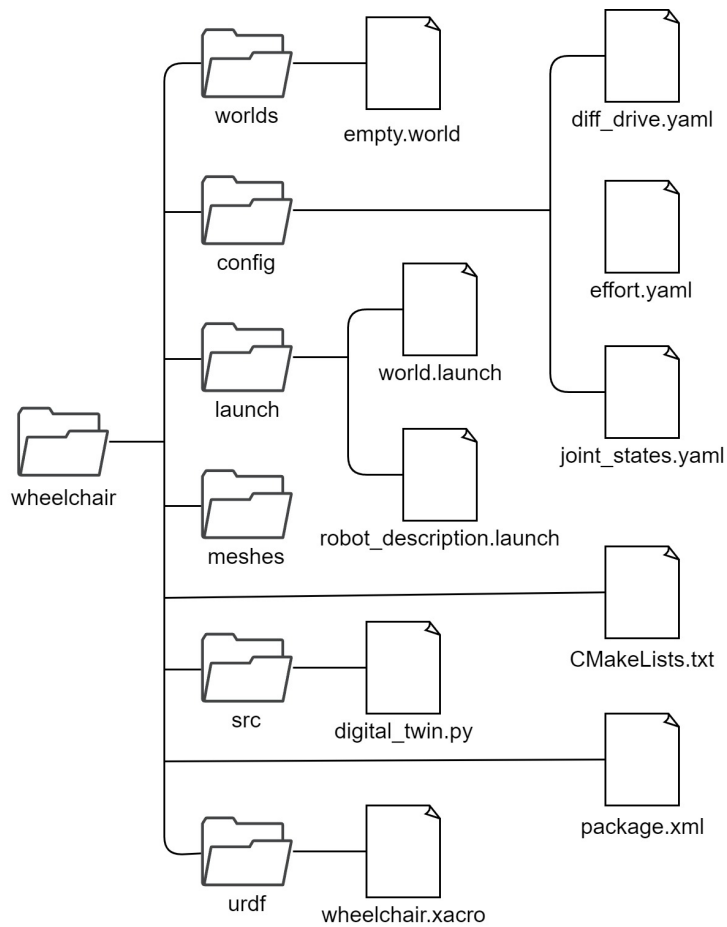 worlds
empty.world
diff_drive.yaml
config
effort.yaml
world.launch
launch
joint_states.yaml
wheelchair
robot_description.launch
meshes
CMakeLists.txt
src
digital_twin.py
package.xml
urdf
wheelchair.xacro